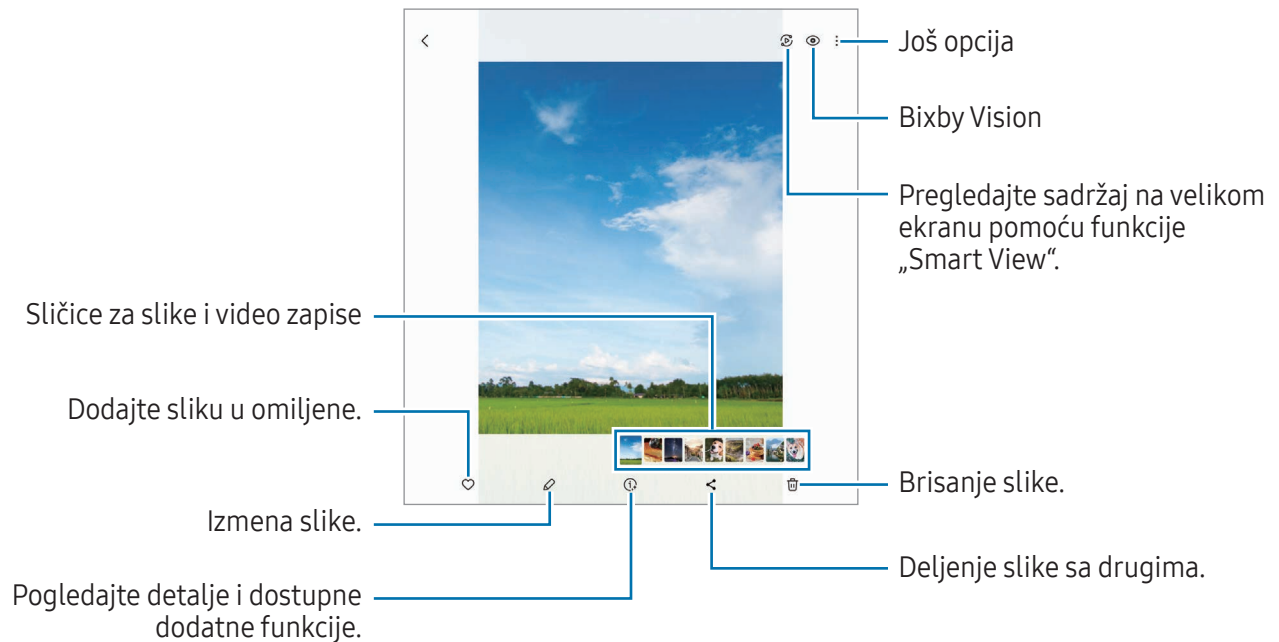 Još opcija
Bixby Vision
Pregledajte sadržaj na velikom
ekranu pomoću funkcije
„Smart View“.
Sličice za slike i video zapise
Dodajte sliku u omiljene.
Izmena slike.
Pogledajte detalje i dostupne
dodatne funkcije.
Brisanje slike.
Deljenje slike sa drugima.